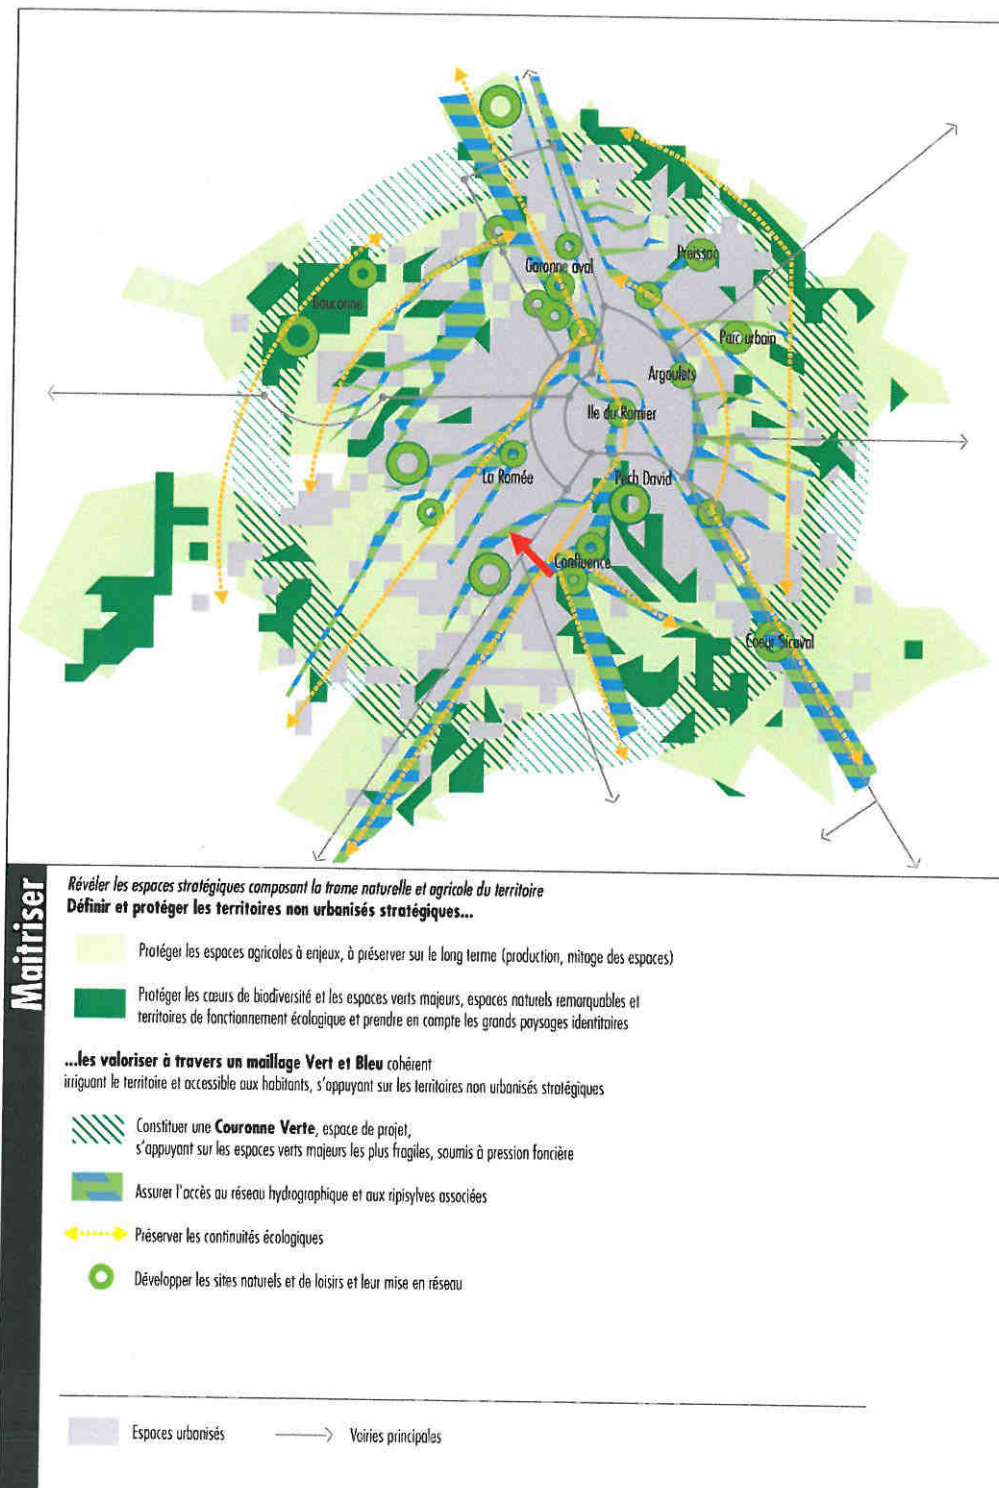 Preissac
Garonne aval
Bouconne
Parc urbain
Argoulets
Ile du Ramier
La Ramée
Pech David
Confluence
Coeur Sicoval
Maîtriser
Révéler les espaces stratégiques composant la trame naturelle et agricole du territoire
Définir et protéger les territoires non urbanisés stratégiques...
Protéger les espaces agricoles à enjeux, à préserver sur le long terme (production, mitage des espaces)
Protéger les cœurs de biodiversité et les espaces verts majeurs, espaces naturels remarquables et
territoires de fonctionnement écologique et prendre en compte les grands paysages identitaires
...les valoriser à travers un maillage Vert et Bleu cohérent
irriguant le territoire et accessible aux habitants, s'appuyant sur les territoires non urbanisés stratégiques
Constituer une Couronne Verte, espace de projet,
s'appuyant sur les espaces verts majeurs les plus fragiles, soumis à pression foncière
Assurer l'accès au réseau hydrographique et aux ripisylves associées
Préserver les continuités écologiques
Développer les sites naturels et de loisirs et leur mise en réseau
Espaces urbanisés
Voiries principales